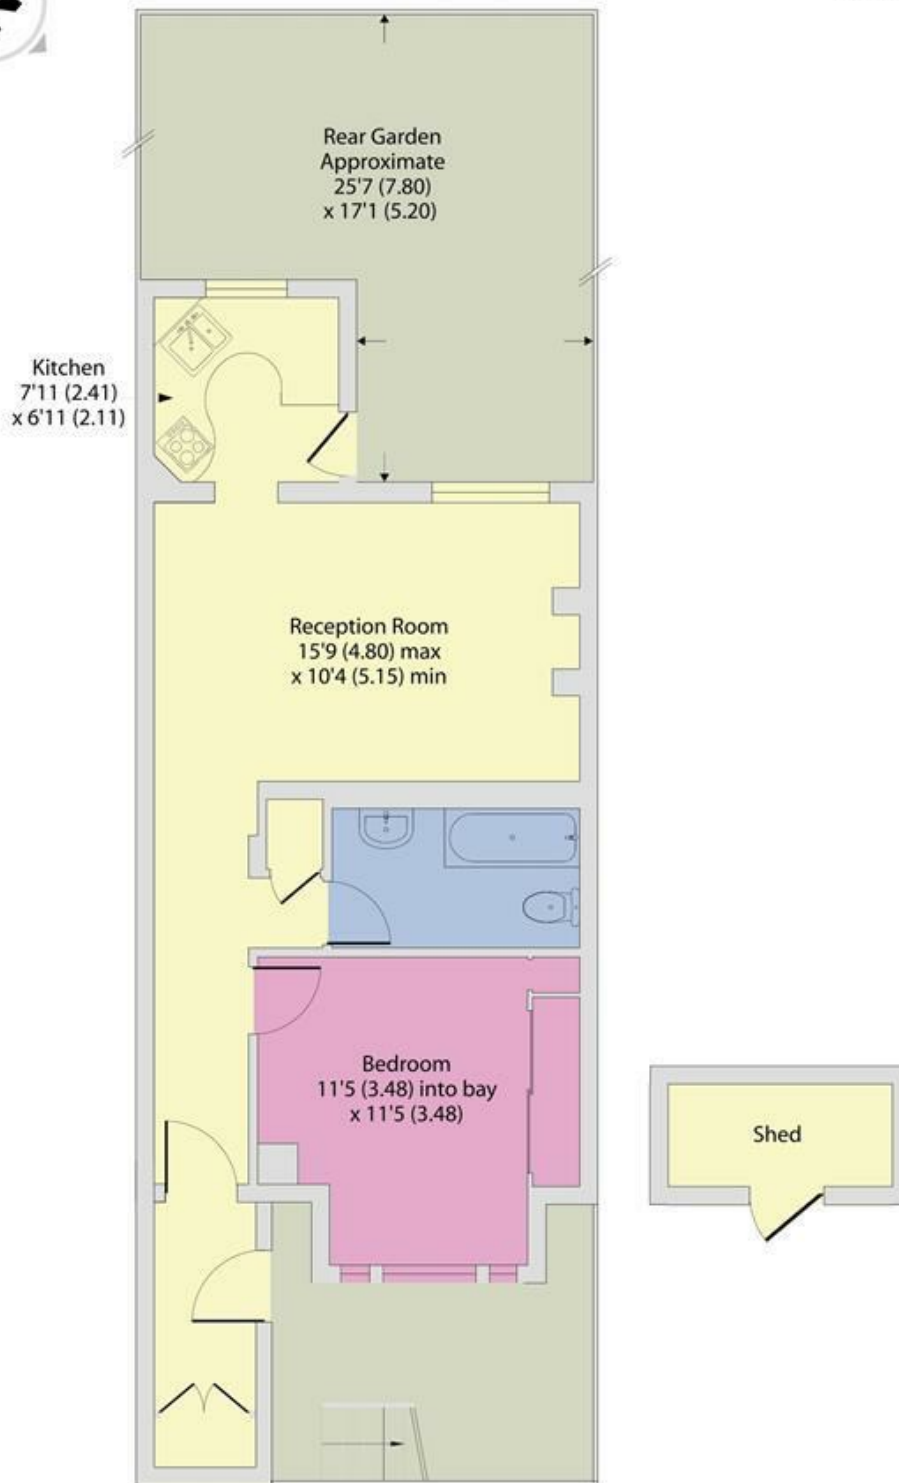 Rear Garden
Approximate
25'7 (7.80)
x 17'1 (5.20)
Kitchen
7'11 (2.41)
x 6'11 (2.11)
Reception Room
15'9 (4.80) max
x 10'4 (5.15) min
Bedroom
11'5 (3.48) into bay
x 11'5 (3.48)
Shed